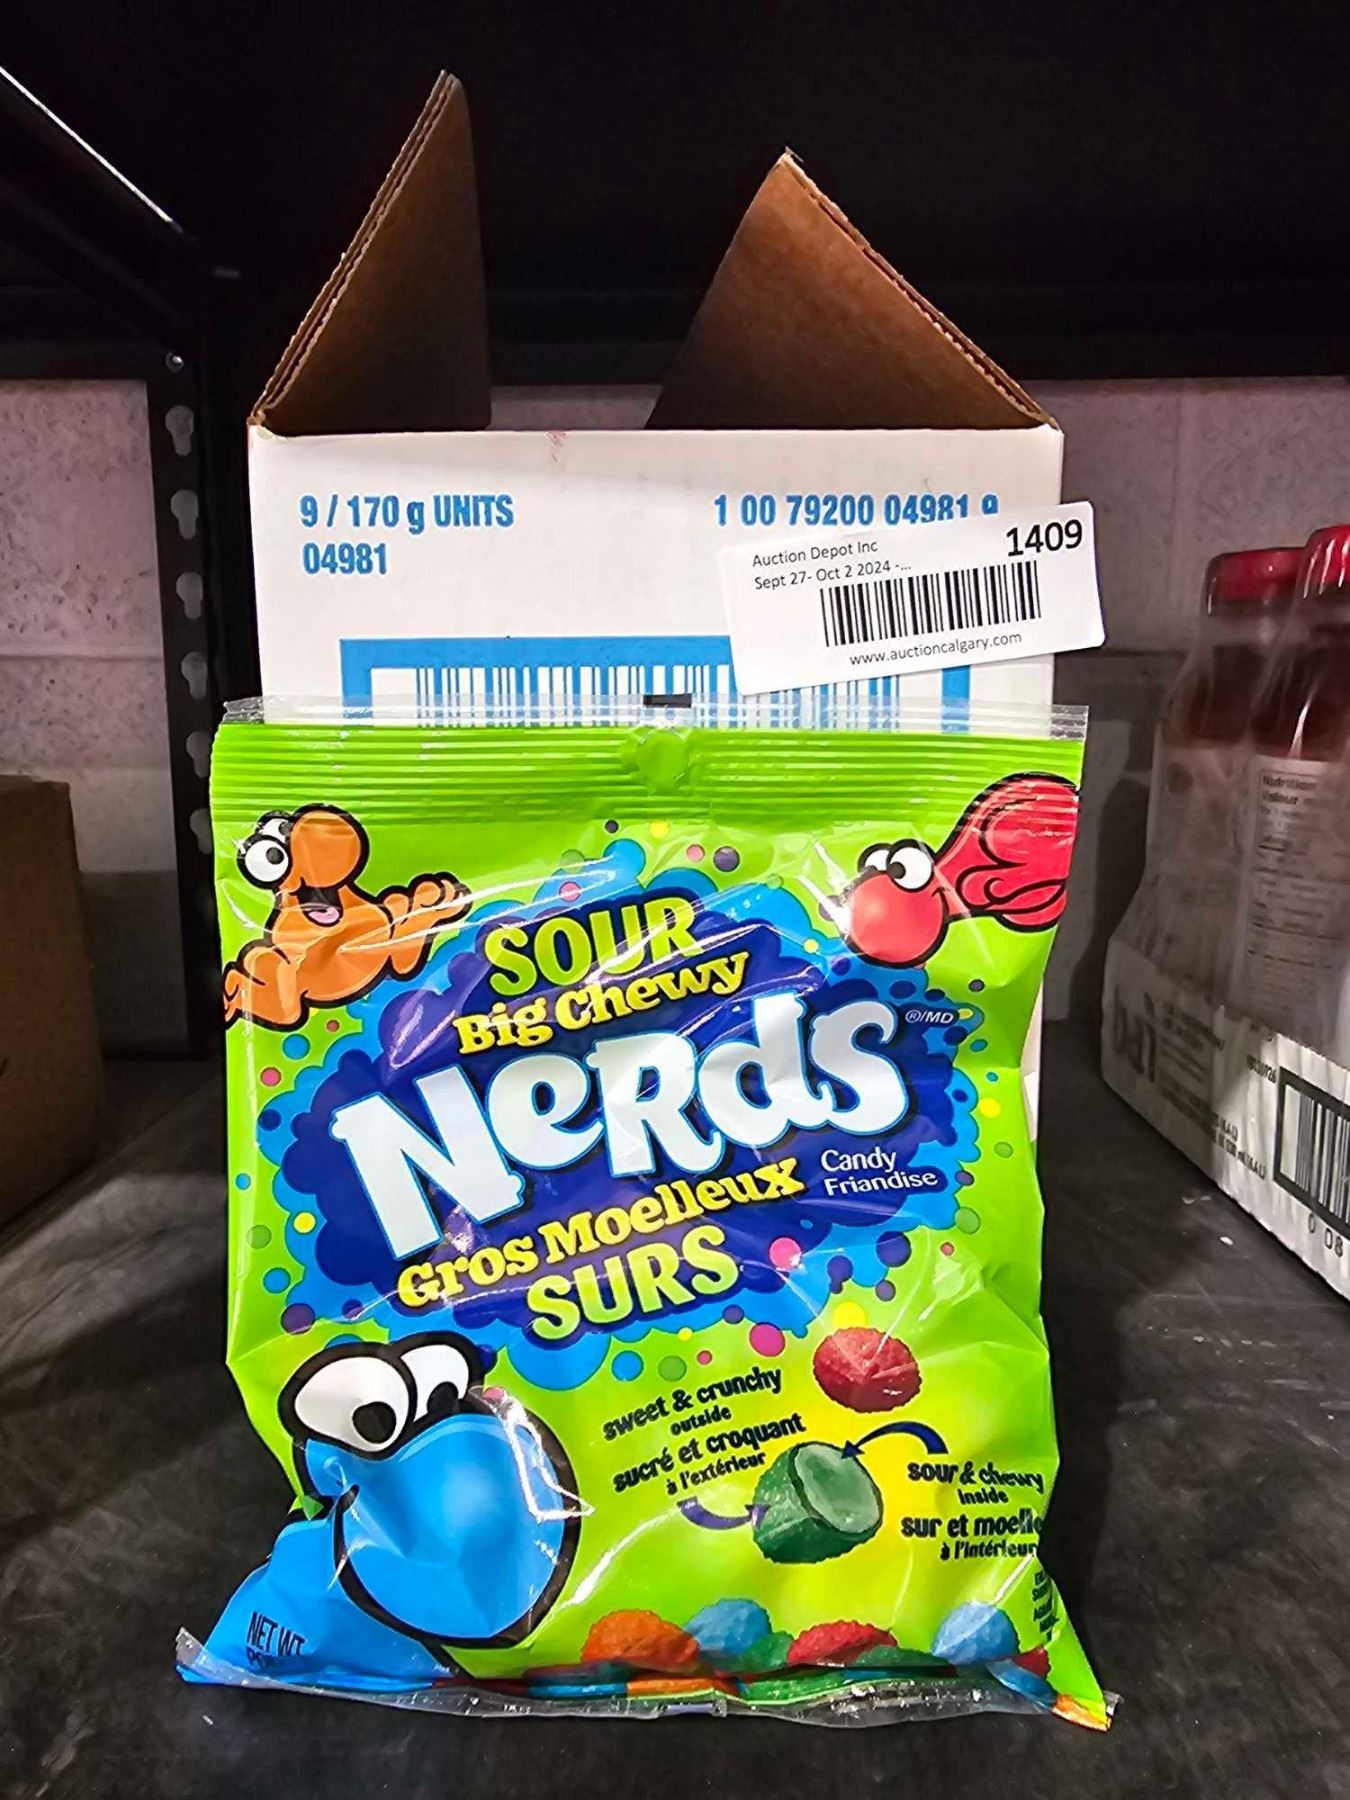 9 / 170 g UNITS
04981
1 00 79200 04981 9
Auction Depot Inc
1409
Sept 27- Oct 2 2024 -...
www.auctioncalgary.com
SOUR
Big Chewy
NeRdS
®/MD
Candy
Friandise
Gros Moelleux
SURS
sweet & crunchy
outside
sucré et croquant
à l'extérieur
sour & chewy
inside
sur et moelle
à l'intérieur
NET WT
Nutrition
Valeur